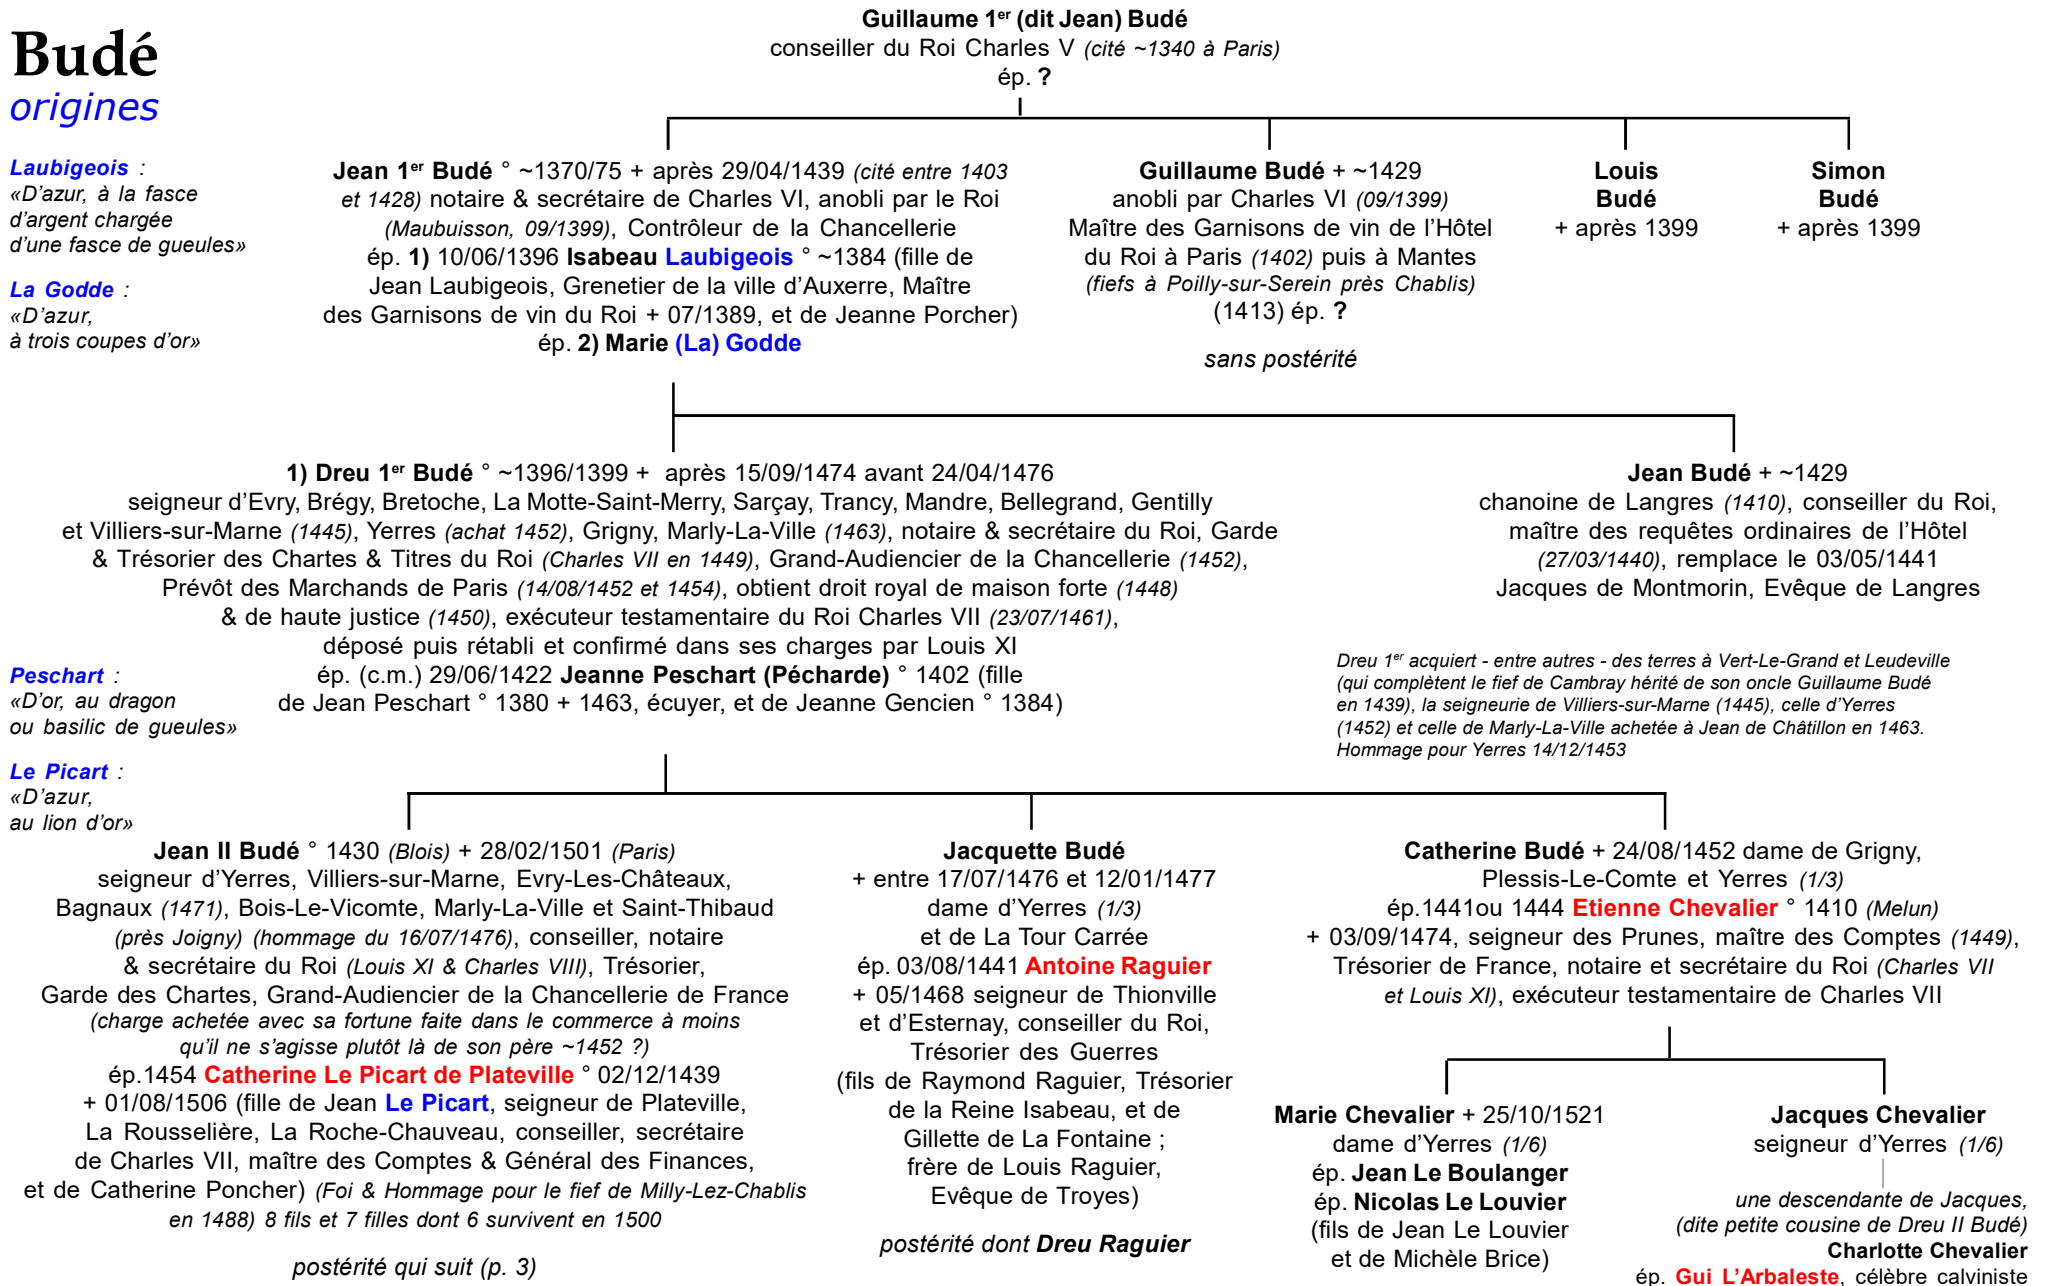 Budé
origines
Guillaume 1er (dit Jean) Budé
conseiller du Roi Charles V (cité ~1340 à Paris)
ép. ?
Laubigeois :
«D'azur, à la fasce
d'argent chargée
d'une fasce de gueules»
La Godde :
«D'azur,
à trois coupes d'or»
Jean 1er Budé ° ~1370/75 + après 29/04/1439 (cité entre 1403
et 1428) notaire & secrétaire de Charles VI, anobli par le Roi
(Maubuisson, 09/1399), Contrôleur de la Chancellerie
ép. 1) 10/06/1396 Isabeau Laubigeois ° ~1384 (fille de
Jean Laubigeois, Grenetier de la ville d'Auxerre, Maître
des Garnisons de vin du Roi + 07/1389, et de Jeanne Porcher)
ép. 2) Marie (La) Godde
Guillaume Budé + ~1429
anobli par Charles VI (09/1399)
Maître des Garnisons de vin de l'Hôtel
du Roi à Paris (1402) puis à Mantes
(fiefs à Poilly-sur-Serein près Chablis)
(1413) ép. ?
sans postérité
Louis
Budé
+ après 1399
Simon
Budé
+ après 1399
1) Dreu 1er Budé ° ~1396/1399 + après 15/09/1474 avant 24/04/1476
seigneur d'Evry, Brégy, Bretoche, La Motte-Saint-Merry, Sarçay, Trancy, Mandre, Bellegrand, Gentilly
et Villiers-sur-Marne (1445), Yerres (achat 1452), Grigny, Marly-La-Ville (1463), notaire & secrétaire du Roi, Garde
& Trésorier des Chartes & Titres du Roi (Charles VII en 1449), Grand-Audiencier de la Chancellerie (1452),
Prévôt des Marchands de Paris (14/08/1452 et 1454), obtient droit royal de maison forte (1448)
& de haute justice (1450), exécuteur testamentaire du Roi Charles VII (23/07/1461),
déposé puis rétabli et confirmé dans ses charges par Louis XI
ép. (c.m.) 29/06/1422 Jeanne Peschart (Pécharde) ° 1402 (fille
de Jean Peschart ° 1380 + 1463, écuyer, et de Jeanne Gencien ° 1384)
Jean Budé + ~1429
chanoine de Langres (1410), conseiller du Roi,
maître des requêtes ordinaires de l'Hôtel
(27/03/1440), remplace le 03/05/1441
Jacques de Montmorin, Evêque de Langres
Dreu 1er acquiert - entre autres - des terres à Vert-Le-Grand et Leudeville
(qui complètent le fief de Cambray hérité de son oncle Guillaume Budé
en 1439), la seigneurie de Villiers-sur-Marne (1445), celle d'Yerres
(1452) et celle de Marly-La-Ville achetée à Jean de Châtillon en 1463.
Hommage pour Yerres 14/12/1453
Peschart :
«D'or, au dragon
ou basilic de gueules»
Le Picart :
«D'azur,
au lion d'or»
Jean II Budé ° 1430 (Blois) + 28/02/1501 (Paris)
seigneur d'Yerres, Villiers-sur-Marne, Evry-Les-Châteaux,
Bagnaux (1471), Bois-Le-Vicomte, Marly-La-Ville et Saint-Thibaud
(près Joigny) (hommage du 16/07/1476), conseiller, notaire
& secrétaire du Roi (Louis XI & Charles VIII), Trésorier,
Garde des Chartes, Grand-Audiencier de la Chancellerie de France
(charge achetée avec sa fortune faite dans le commerce à moins
qu'il ne s'agisse plutôt là de son père ~1452 ?)
ép.1454 Catherine Le Picart de Plateville ° 02/12/1439
+ 01/08/1506 (fille de Jean Le Picart, seigneur de Plateville,
La Rousselière, La Roche-Chauveau, conseiller, secrétaire
de Charles VII, maître des Comptes & Général des Finances,
et de Catherine Poncher) (Foi & Hommage pour le fief de Milly-Lez-Chablis
en 1488) 8 fils et 7 filles dont 6 survivent en 1500
postérité qui suit (p. 3)
Jacquette Budé
+ entre 17/07/1476 et 12/01/1477
dame d'Yerres (1/3)
et de La Tour Carrée
ép. 03/08/1441 Antoine Raguier
+ 05/1468 seigneur de Thionville
et d'Esternay, conseiller du Roi,
Trésorier des Guerres
(fils de Raymond Raguier, Trésorier
de la Reine Isabeau, et de
Gillette de La Fontaine ;
frère de Louis Raguier,
Evêque de Troyes)
postérité dont Dreu Raguier
Catherine Budé + 24/08/1452 dame de Grigny,
Plessis-Le-Comte et Yerres (1/3)
ép.1441ou 1444 Etienne Chevalier ° 1410 (Melun)
+ 03/09/1474, seigneur des Prunes, maître des Comptes (1449),
Trésorier de France, notaire et secrétaire du Roi (Charles VII
et Louis XI), exécuteur testamentaire de Charles VII
Marie Chevalier + 25/10/1521
dame d'Yerres (1/6)
ép. Jean Le Boulanger
ép. Nicolas Le Louvier
(fils de Jean Le Louvier
et de Michèle Brice)
Jacques Chevalier
seigneur d'Yerres (1/6)
une descendante de Jacques,
(dite petite cousine de Dreu II Budé)
Charlotte Chevalier
ép. Gui L'Arbaleste, célèbre calviniste